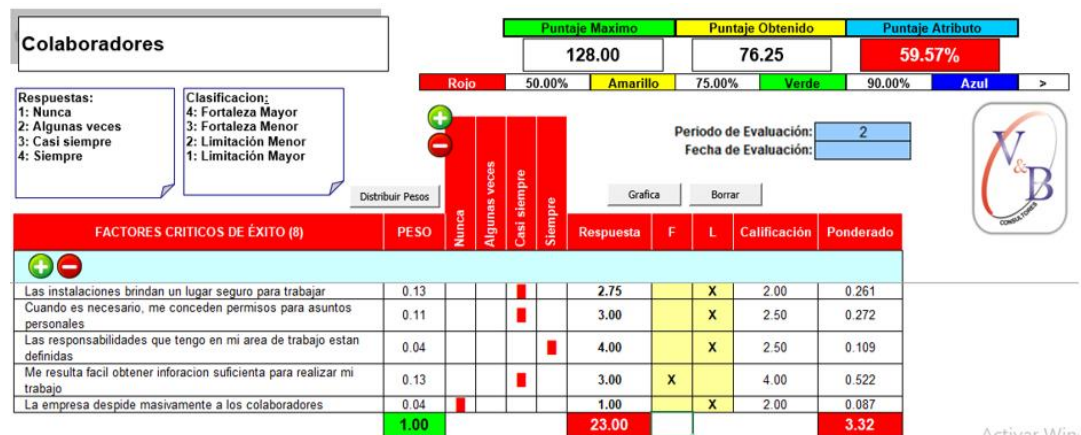 Colaboradores
Puntaje Maximo Puntaje Obtenido Puntaje Atributo
128.00 76.25 59.57%
Rojo 50.00% Amarillo 75.00% Verde 90.00% Azul >
Respuestas:
1: Nunca
2: Algunas veces
3: Casi siempre
4: Siempre
Clasificacion:
4: Fortaleza Mayor
3: Fortaleza Menor
2: Limitación Menor
1: Limitación Mayor
Periodo de Evaluación: 2
Fecha de Evaluación:
V&B
CONSULTORES
Distribuir Pesos
Grafica Borrar
FACTORES CRITICOS DE ÉXITO (8) PESO Nunca Algunas veces Casi siempre Siempre Respuesta F L Calificación Ponderado
Las instalaciones brindan un lugar seguro para trabajar 0.13 2.75 X 2.00 0.261
Cuando es necesario, me conceden permisos para asuntos
personales 0.11 3.00 X 2.50 0.272
Las responsabilidades que tengo en mi area de trabajo estan
definidas 0.04 4.00 X 2.50 0.109
Me resulta facil obtener inforacion suficienta para realizar mi
trabajo 0.13 3.00 X 4.00 0.522
La empresa despide masivamente a los colaboradores 0.04 1.00 X 2.00 0.087
1.00 23.00 3.32
Activar Win